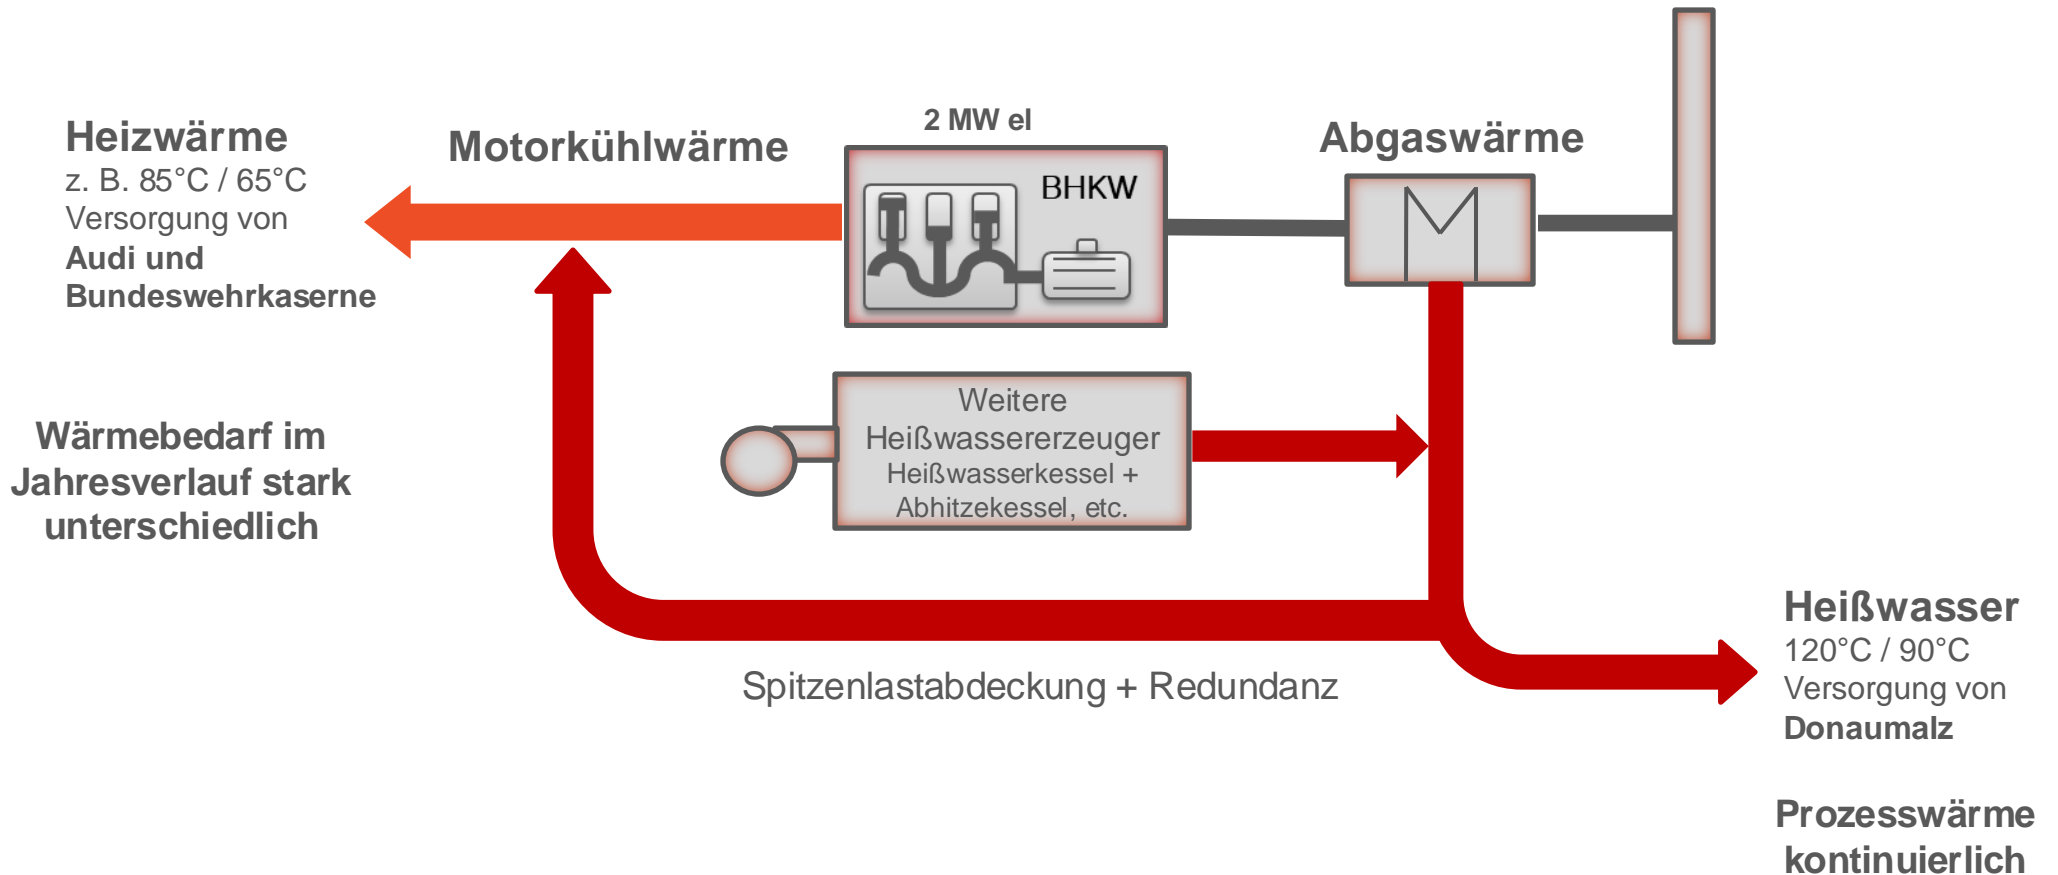 2 MW el
Heizwärme
z. B. 85°C / 65°C
Versorgung von
Audi und
Bundeswehrkaserne
Motorkühlwärme
BHKW
Abgaswärme
Wärmebedarf im
Jahresverlauf stark
unterschiedlich
Weitere
Heißwassererzeuger
Heißwasserkessel +
Abhitzekessel, etc.
Spitzenlastabdeckung + Redundanz
Heißwasser
120°C / 90°C
Versorgung von
Donaumalz
Prozesswärme
kontinuierlich